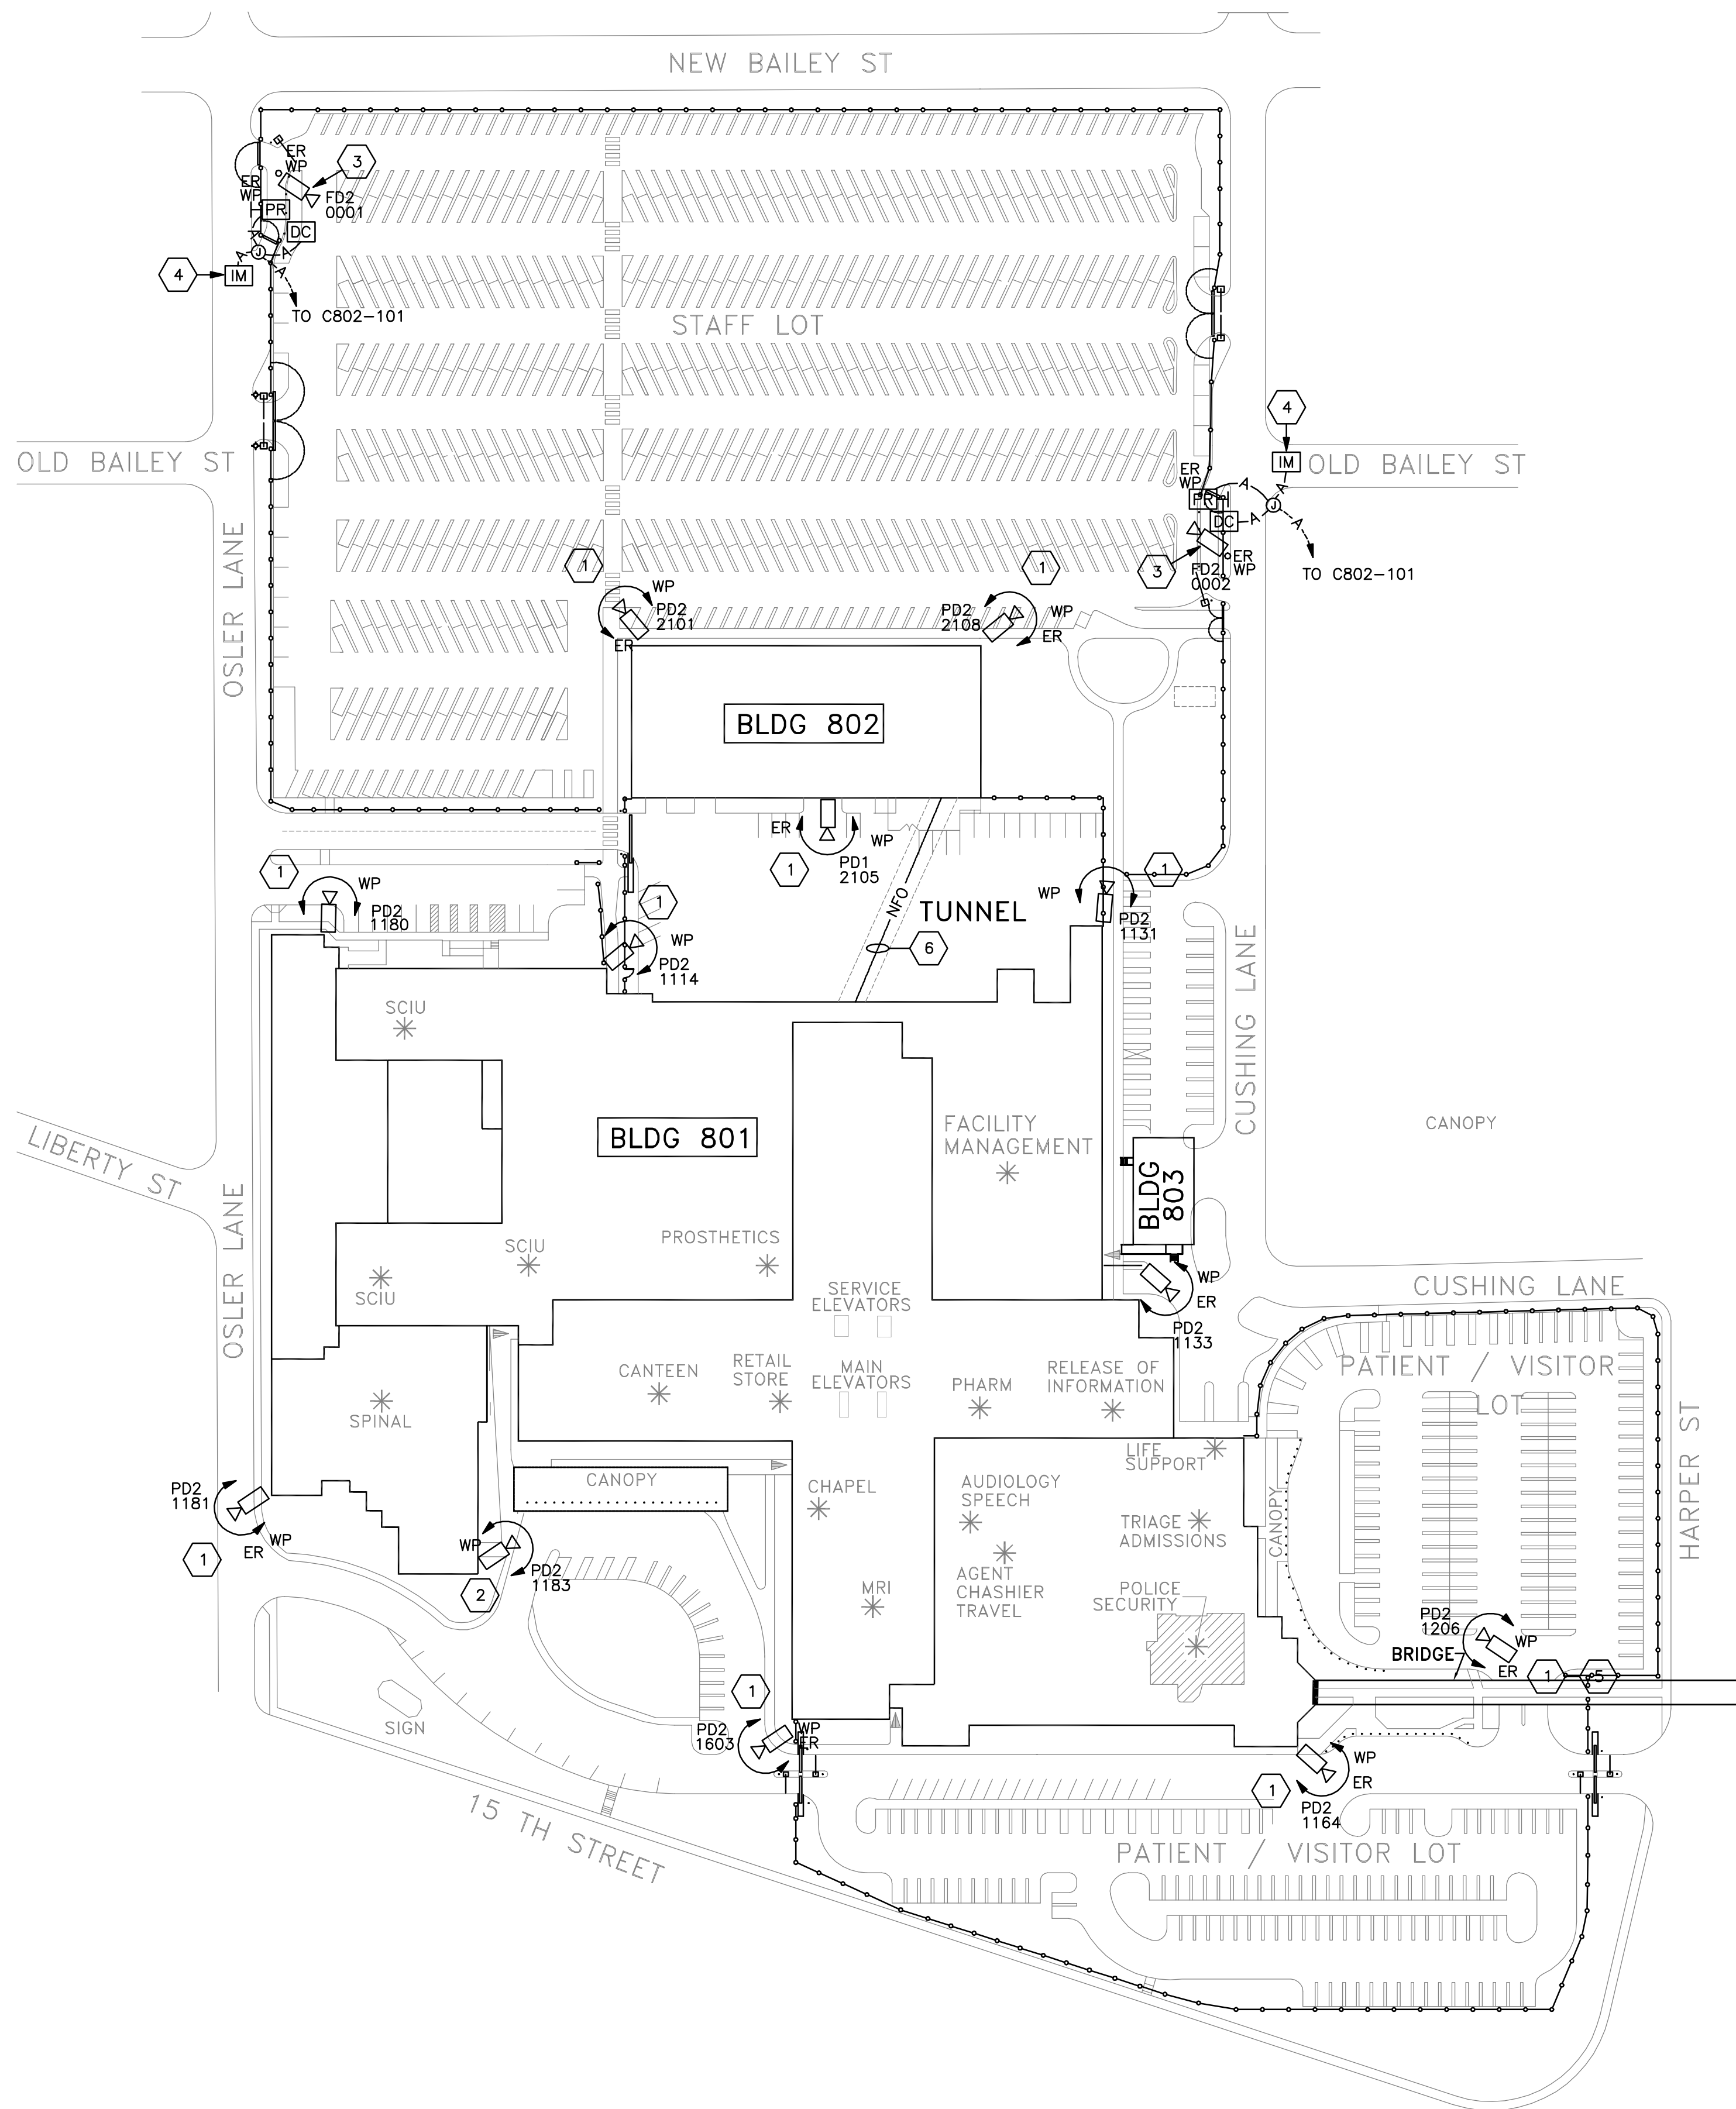 NEW BAILEY ST
ER
WP
3
ER
WP
FD2
0001
PR
DC
J
A
A
A
A
4
IM
TO C802-101
STAFF LOT
4
OLD BAILEY ST
IM
OLD BAILEY ST
ER
WP
PR
A
A
J
DC
A
A
ER
WP
3
FD2
0002
TO C802-101
OSLER LANE
1
WP
PD2
2101
ER
1
PD2
2108
WP
ER
BLDG 802
ER
WP
1
PD1
2105
NFO
TUNNEL
6
1
WP
PD2
1180
1
WP
PD2
1114
1
WP
PD2
1131
CUSHING LANE
SCIU
BLDG 801
FACILITY
MANAGEMENT
CANOPY
LIBERTY ST
OSLER LANE
BLDG
803
PROSTHETICS
SCIU
SCIU
SERVICE
ELEVATORS
WP
ER
PD2
1133
CUSHING LANE
CANTEEN
RETAIL
STORE
MAIN
ELEVATORS
PHARM
RELEASE OF
INFORMATION
PATIENT / VISITOR
LOT
SPINAL
HARPER ST
LIFE
SUPPORT
CANOPY
CHAPEL
AUDIOLOGY
SPEECH
CANOPY
PD2
1181
WP
ER
1
WP
PD2
1183
2
TRIAGE
ADMISSIONS
AGENT
CHASHIER
TRAVEL
MRI
POLICE
SECURITY
PD2
1206
WP
ER
BRIDGE
1
5
SIGN
1
PD2
1603
WP
ER
WP
ER
1
PD2
1164
15 TH STREET
PATIENT / VISITOR LOT